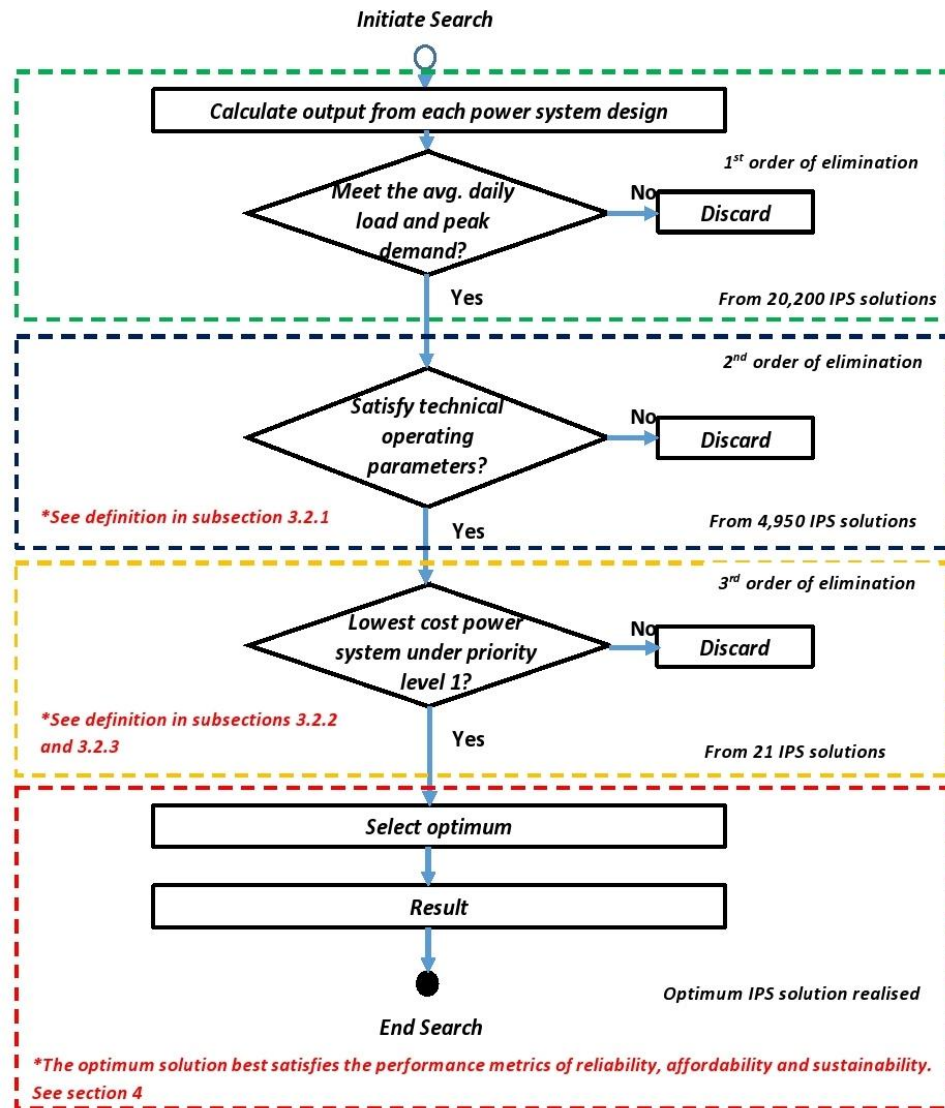 Initiate Search
Calculate output from each power system design
1st order of elimination
Meet the avg. daily
load and peak
demand?
No
Discard
Yes
From 20,200 IPS solutions
2nd order of elimination
Satisfy technical
operating
parameters?
No
Discard
*See definition in subsection 3.2.1
Yes
From 4,950 IPS solutions
3rd order of elimination
Lowest cost power
system under priority
level 1?
No
Discard
*See definition in subsections 3.2.2
and 3.2.3
Yes
From 21 IPS solutions
Select optimum
Result
Optimum IPS solution realised
End Search
*The optimum solution best satisfies the performance metrics of reliability, affordability and sustainability.
See section 4